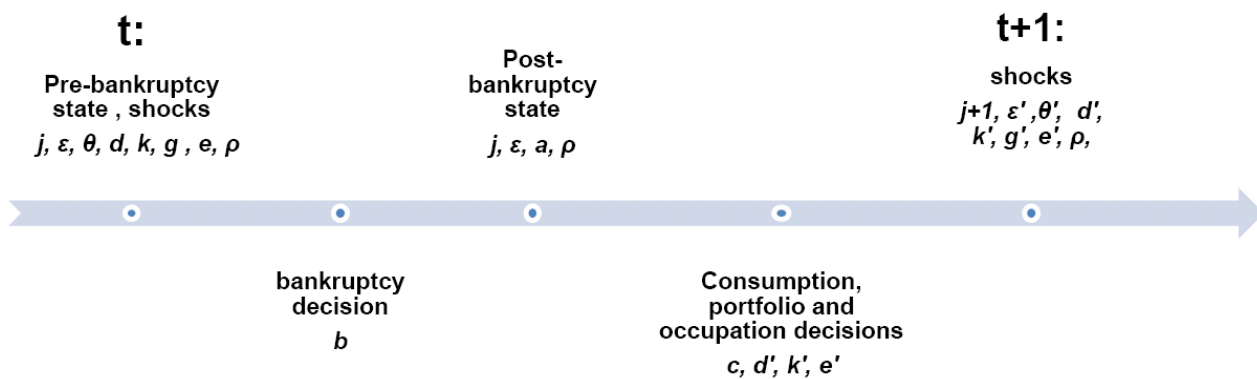 t:
Pre-bankruptcy
state , shocks
j, ε, θ, d, k, g , e, ρ
bankruptcy
decision
b
Post-
bankruptcy
state
j, ε, a, ρ
Consumption,
portfolio and
occupation decisions
c, d', k', e'
t+1:
shocks
j+1, ε' ,θ', d',
k', g', e', ρ,